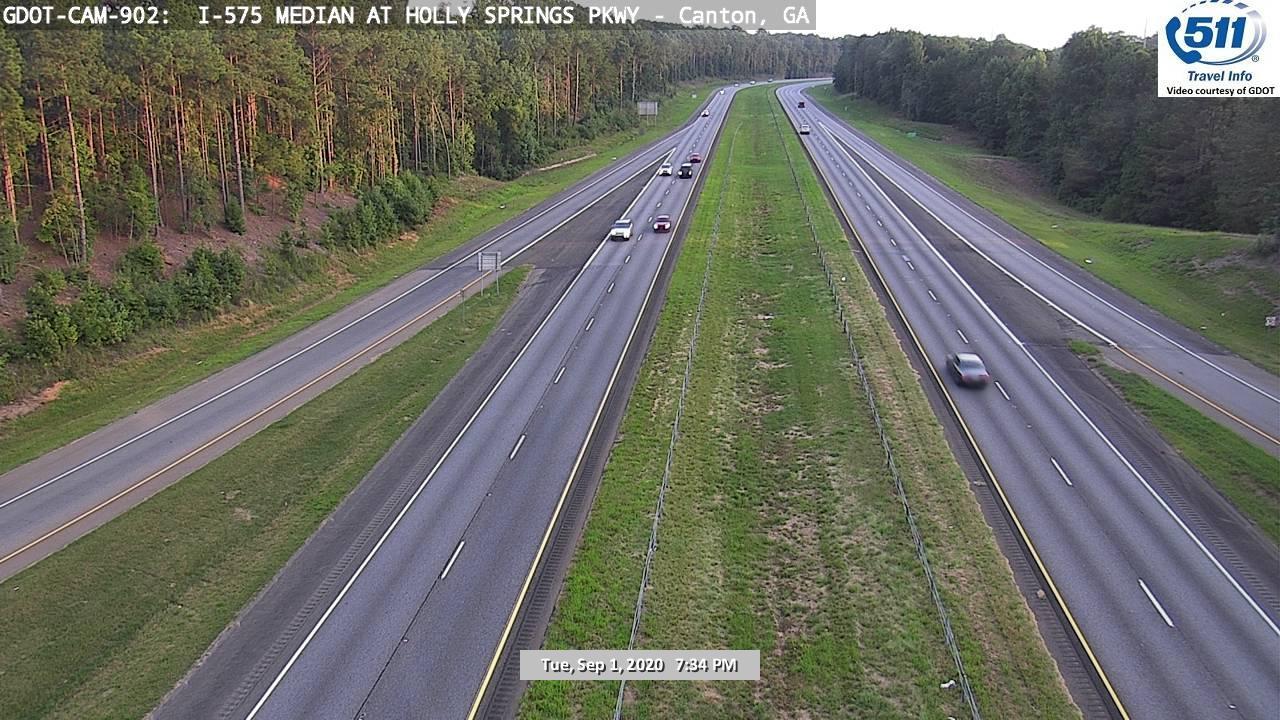 GDOT-CAM-902: I-575 MEDIAN AT HOLLY SPRINGS PKWY - Canton, GA
511®
Travel Info
Video courtesy of GDOT
Tue, Sep 1, 2020 7:34 PM